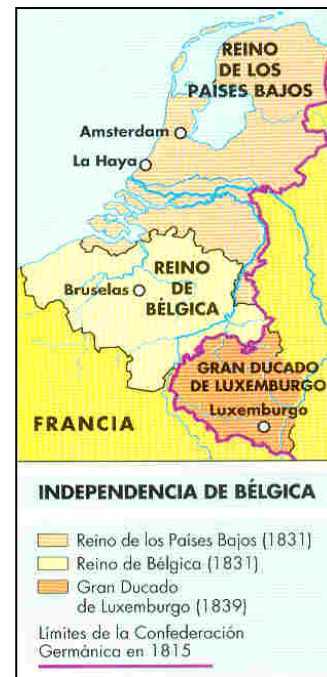 REINO
DE LOS
PAÍSES BAJOS
Amsterdam
La Haya
REINO
DE
BÉLGICA
Bruselas
GRAN DUCADO
DE LUXEMBURGO
Luxemburgo
FRANCIA
INDEPENDENCIA DE BÉLGICA
Reino de los Países Bajos (1831)
Reino de Bélgica (1831)
Gran Ducado
de Luxemburgo (1839)
Límites de la Confederación
Germánica en 1815